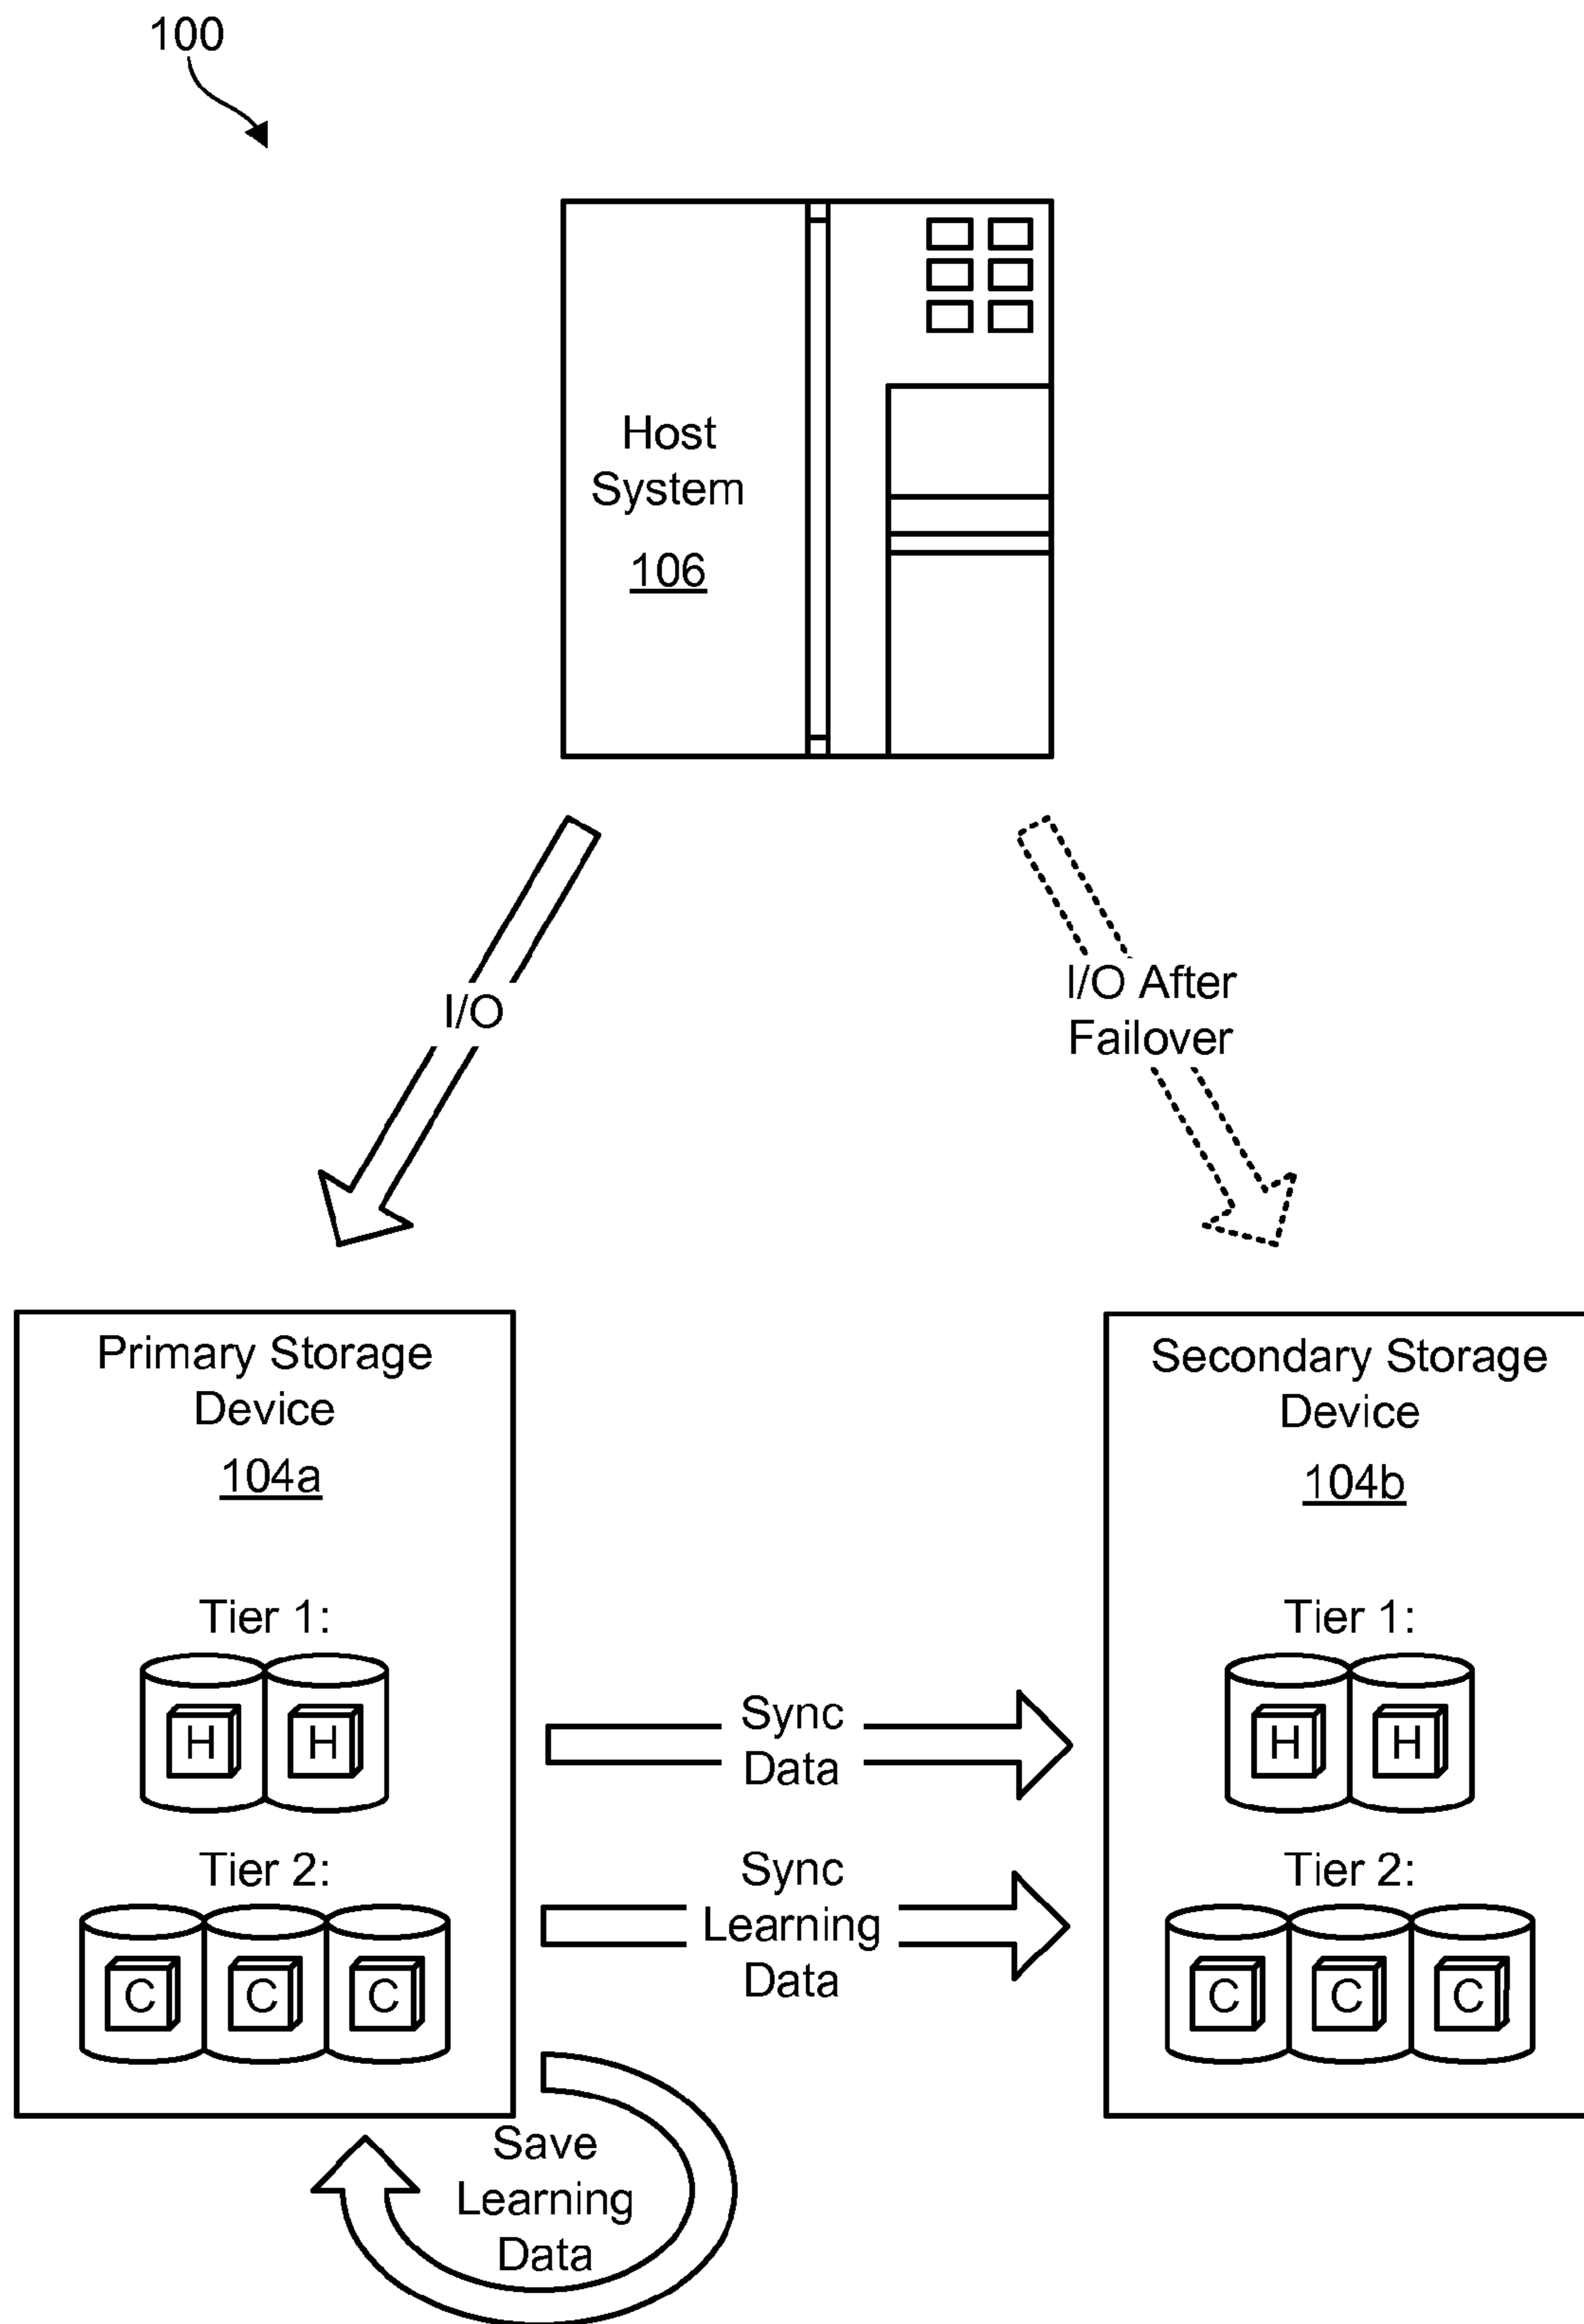 100
Host
System
106
I/O
I/O After
Failover
Primary Storage
Device
104a
Tier 1:
H H
Tier 2:
C C C
Sync
Data
Sync
Learning
Data
Save
Learning
Data
Secondary Storage
Device
104b
Tier 1:
H H
Tier 2:
C C C